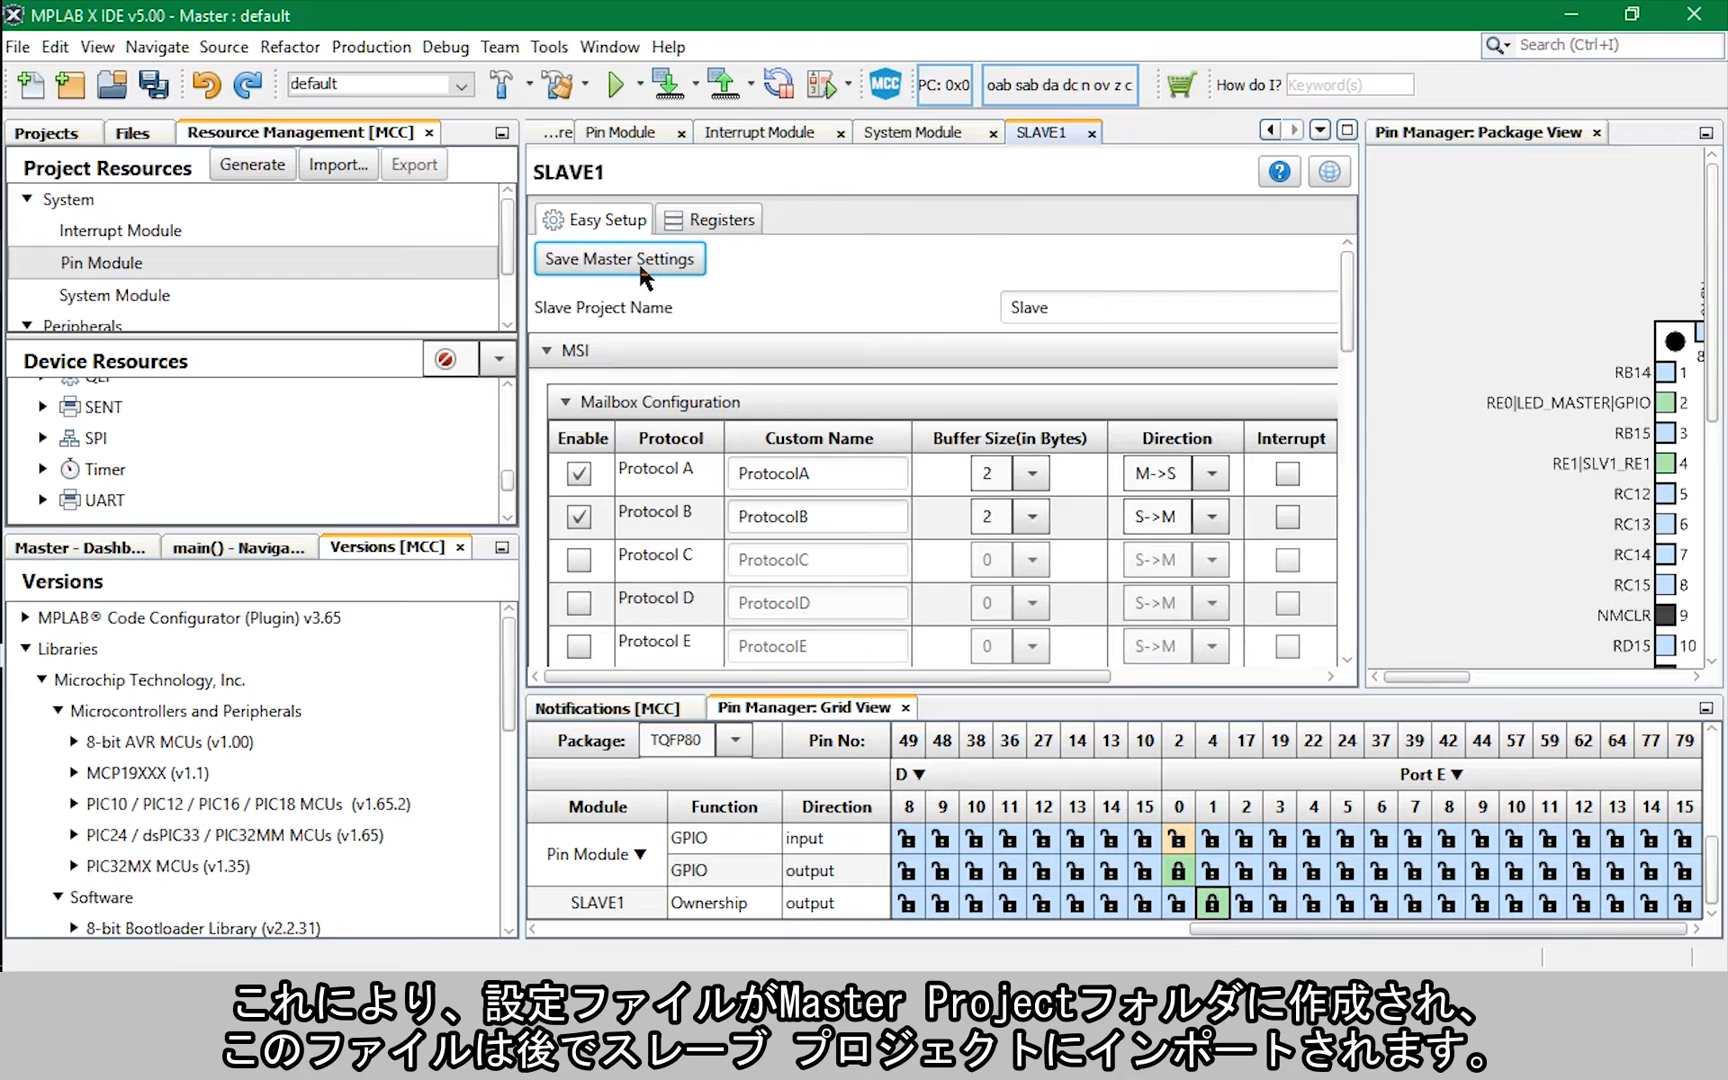 MPLAB X IDE v5.00 - Master : default
File Edit View Navigate Source Refactor Production Debug Team Tools Window Help
Search (Ctrl+I)
default
MCC
PC: 0x0
oab sab da dc n ov z c
How do I? Keyword(s)
Projects Files Resource Management [MCC]
Project Resources Generate Import... Export
System
Interrupt Module
Pin Module
System Module
Peripherals
Device Resources
SENT
SPI
Timer
UART
Master - Dashb... main() - Naviga... Versions [MCC]
Versions
MPLAB® Code Configurator (Plugin) v3.65
Libraries
Microchip Technology, Inc.
Microcontrollers and Peripherals
8-bit AVR MCUs (v1.00)
MCP19XXX (v1.1)
PIC10 / PIC12 / PIC16 / PIC18 MCUs (v1.65.2)
PIC24 / dsPIC33 / PIC32MM MCUs (v1.65)
PIC32MX MCUs (v1.35)
Software
8-bit Bootloader Library (v2.2.31)
...re Pin Module Interrupt Module System Module SLAVE1
SLAVE1
Easy Setup Registers
Save Master Settings
Slave Project Name Slave
MSI
Mailbox Configuration
Enable Protocol Custom Name Buffer Size(in Bytes) Direction Interrupt
Protocol A ProtocolA 2 M->S
Protocol B ProtocolB 2 S->M
Protocol C ProtocolC 0 S->M
Protocol D ProtocolD 0 S->M
Protocol E ProtocolE 0 S->M
Pin Manager: Package View
RB14 1
RE0|LED_MASTER|GPIO 2
RB15 3
RE1|SLV1_RE1 4
RC12 5
RC13 6
RC14 7
RC15 8
NMCLR 9
RD15 10
Notifications [MCC] Pin Manager: Grid View
Package: TQFP80 Pin No: 49 48 38 36 27 14 13 10 2 4 17 19 22 24 37 39 42 44 57 59 62 64 77 79
D ▼ Port E ▼
Module Function Direction 8 9 10 11 12 13 14 15 0 1 2 3 4 5 6 7 8 9 10 11 12 13 14 15
Pin Module ▼
GPIO input
GPIO output
SLAVE1 Ownership output
これにより、設定ファイルがMaster Projectフォルダに作成され、
このファイルは後でスレーブ プロジェクトにインポートされます。